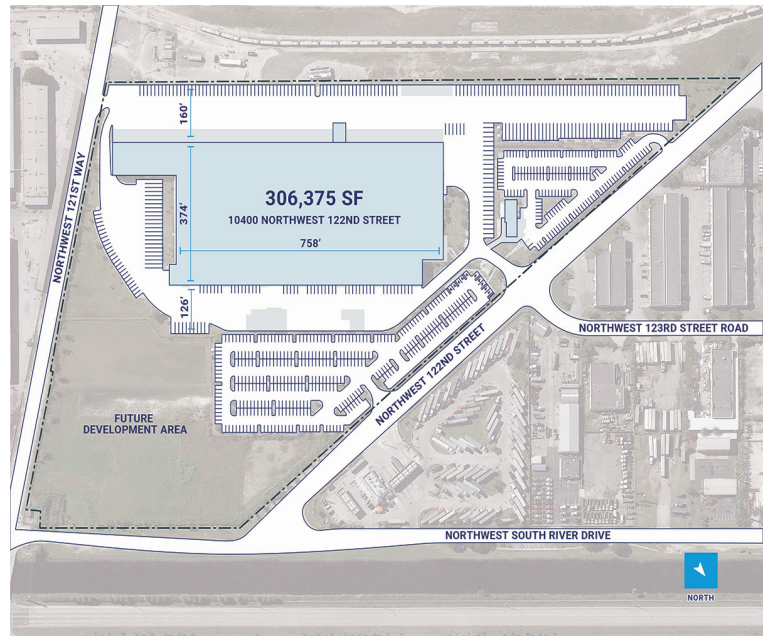 160’
NORTHWEST 121ST WAY
306,375 SF
374’
10400 NORTHWEST 122ND STREET
758’
126’
NORTHWEST 123RD STREET ROAD
NORTHWEST 122ND STREET
FUTURE
DEVELOPMENT AREA
NORTHWEST SOUTH RIVER DRIVE
NORTH